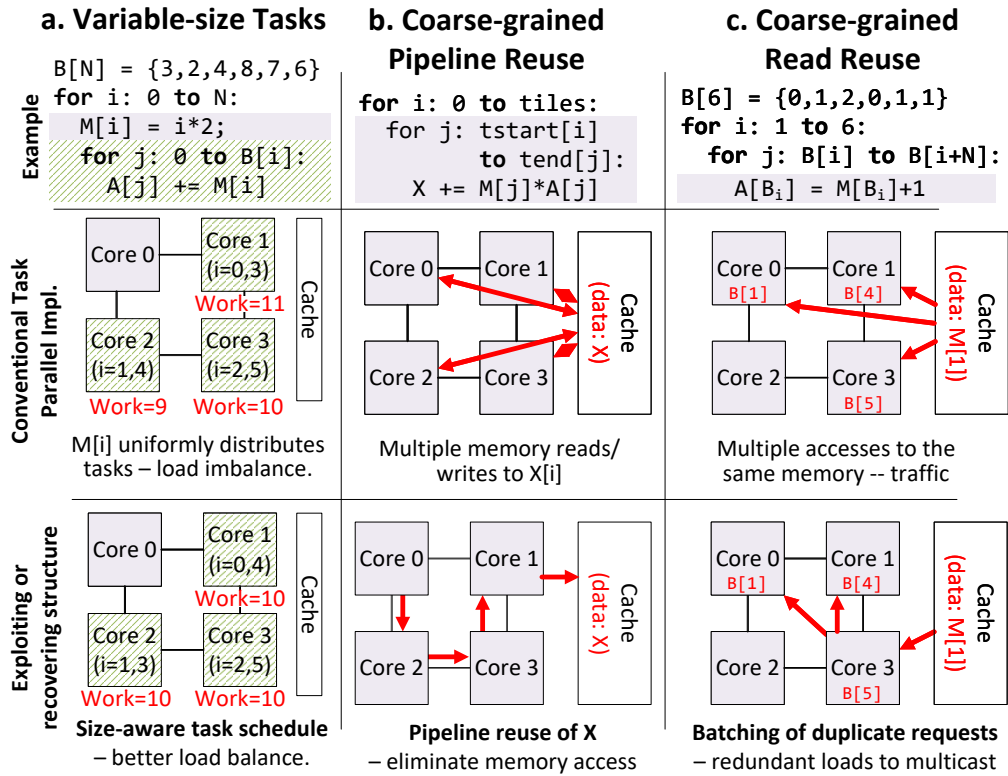 a. Variable-size Tasks
b. Coarse-grained
Pipeline Reuse
c. Coarse-grained
Read Reuse
Example
B[N] = {3,2,4,8,7,6}
for i: 0 to N:
M[i] = i*2;
for j: 0 to B[i]:
A[j] += M[i]
for i: 0 to tiles:
for j: tstart[i]
to tend[j]:
X += M[j]*A[j]
B[6] = {0,1,2,0,1,1}
for i: 1 to 6:
for j: B[i] to B[i+N]:
A[Bi] = M[Bi]+1
Conventional Task
Parallel Impl.
Core 0
Core 1
(i=0,3)
Work=11
Core 2
(i=1,4)
Work=9
Core 3
(i=2,5)
Work=10
Cache
M[i] uniformly distributes
tasks – load imbalance.
Core 0
Core 1
Core 2
Core 3
Cache
(data: X)
Multiple memory reads/
writes to X[i]
Core 0
B[1]
Core 1
B[4]
Core 2
Core 3
B[5]
Cache
(data: M[1])
Multiple accesses to the
same memory -- traffic
Exploiting or
recovering structure
Core 0
Core 1
(i=0,4)
Work=10
Core 2
(i=1,3)
Work=10
Core 3
(i=2,5)
Work=10
Cache
Size-aware task schedule
– better load balance.
Core 0
Core 1
Core 2
Core 3
Cache
(data: X)
Pipeline reuse of X
– eliminate memory access
Core 0
B[1]
Core 1
B[4]
Core 2
Core 3
B[5]
Cache
(data: M[1])
Batching of duplicate requests
– redundant loads to multicast